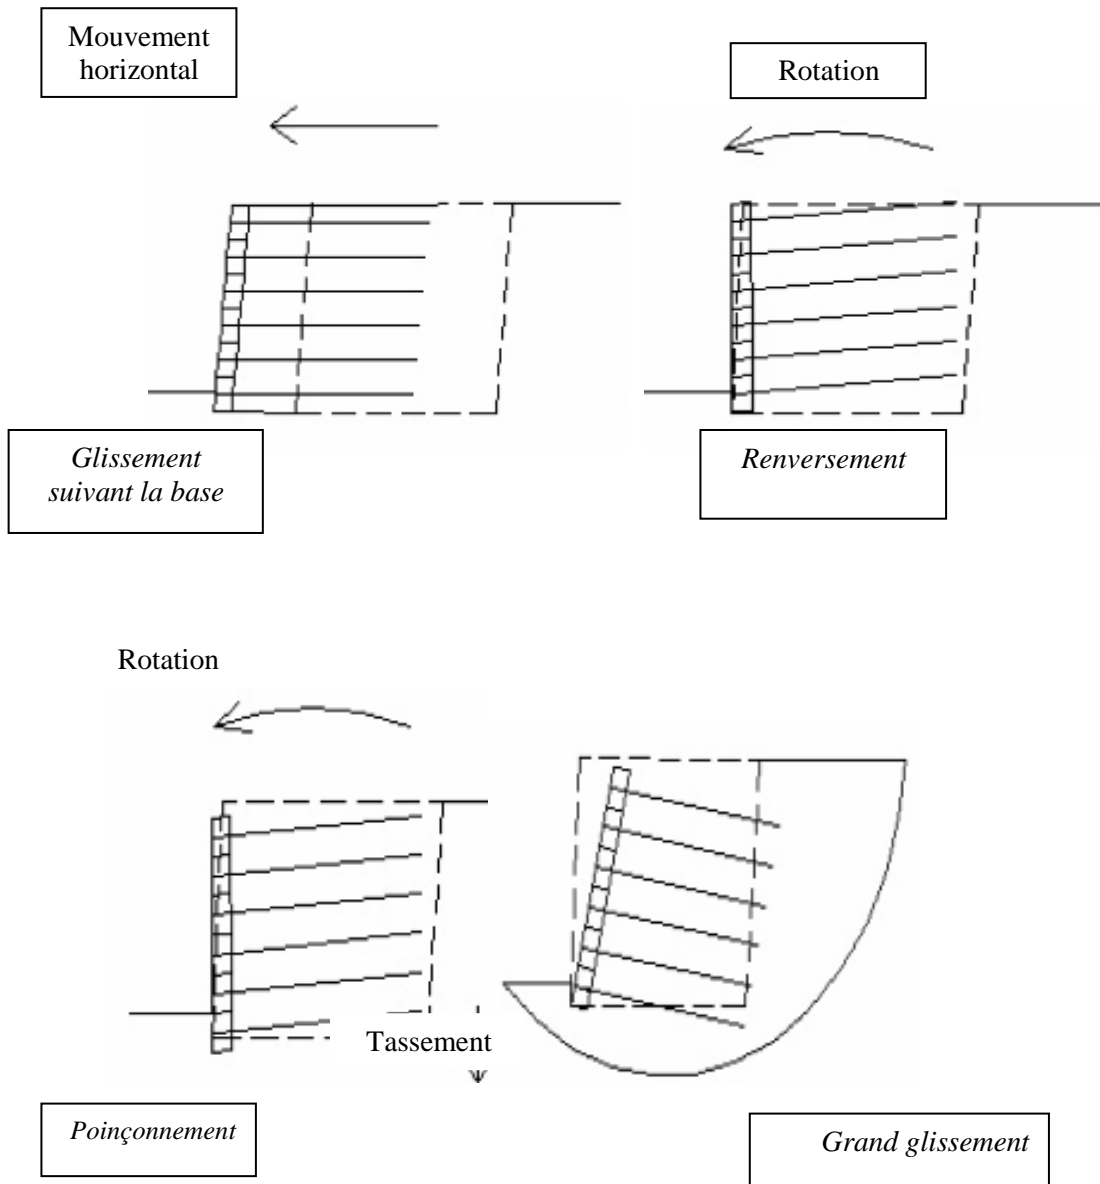 Mouvement
horizontal
Rotation
Glissement
suivant la base
Renversement
Rotation
Tassement
Poinçonnement
Grand glissement